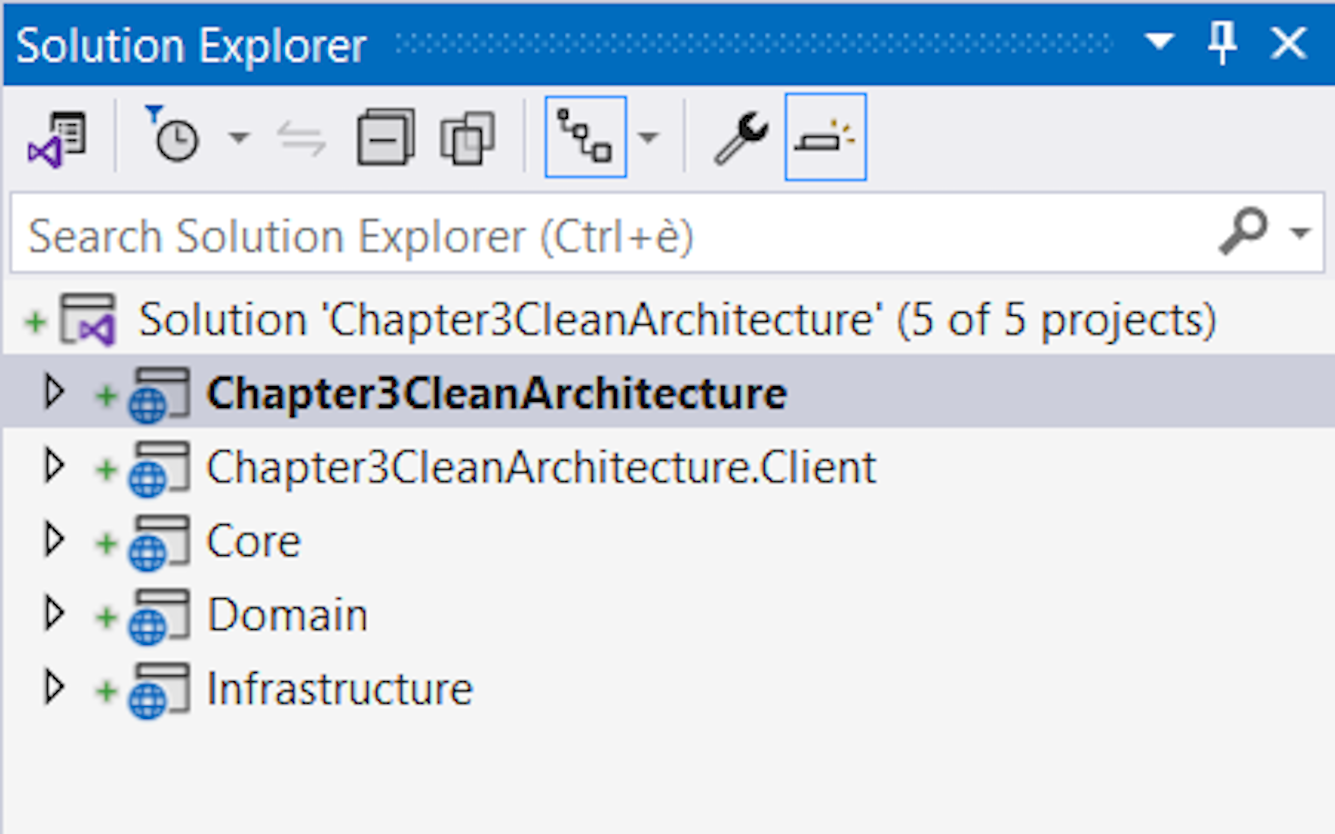 Solution Explorer
Search Solution Explorer (Ctrl+è)
Solution 'Chapter3CleanArchitecture' (5 of 5 projects)
Chapter3CleanArchitecture
Chapter3CleanArchitecture.Client
Core
Domain
Infrastructure